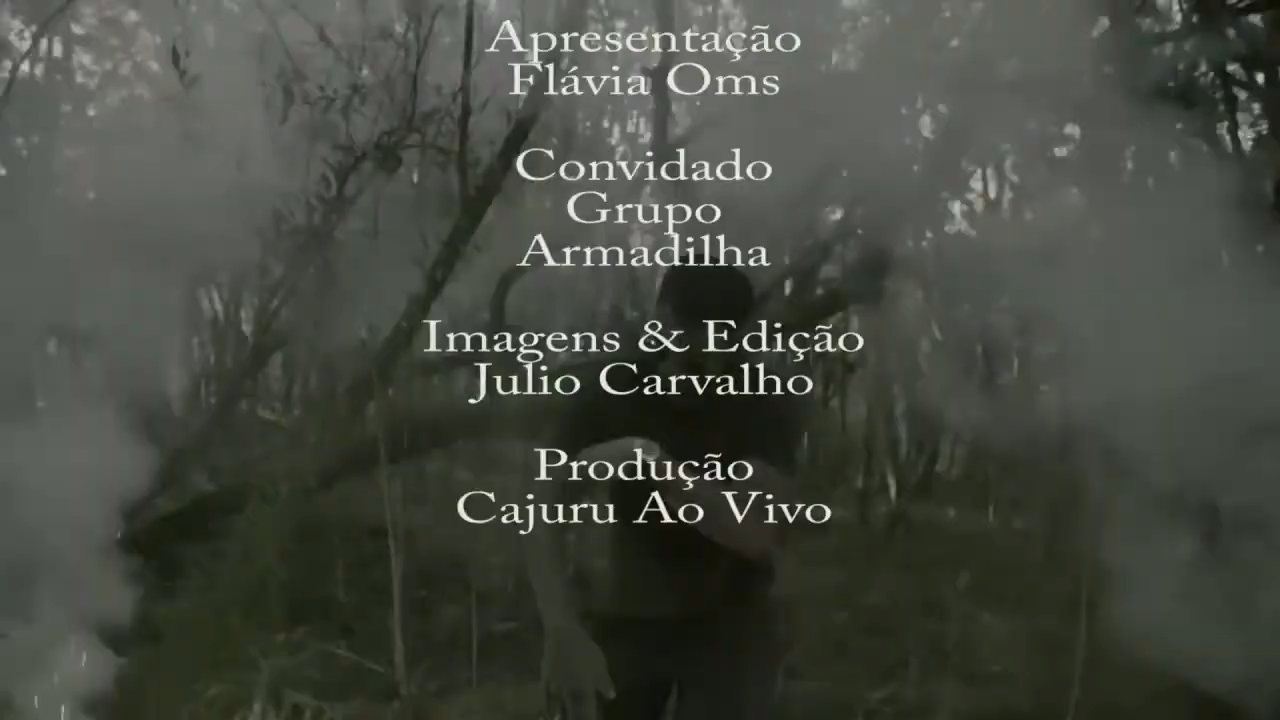 Apresentação
Flávia Oms
Convidado
Grupo
Armadilha
Imagens & Edição
Julio Carvalho
Produção
Cajuru Ao Vivo